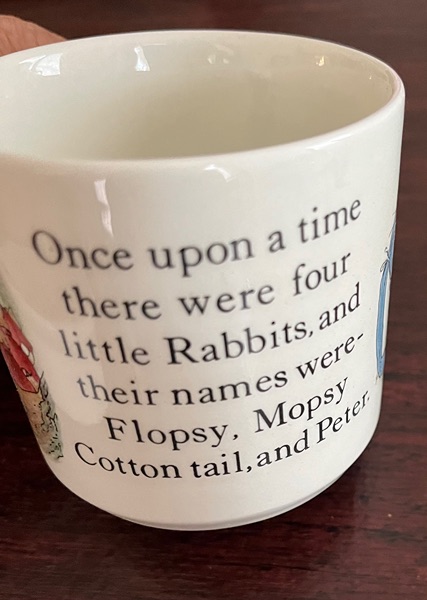 Once upon a time
there were four
little Rabbits, and
their names were-
Flopsy, Mopsy
Cotton tail, and Peter.